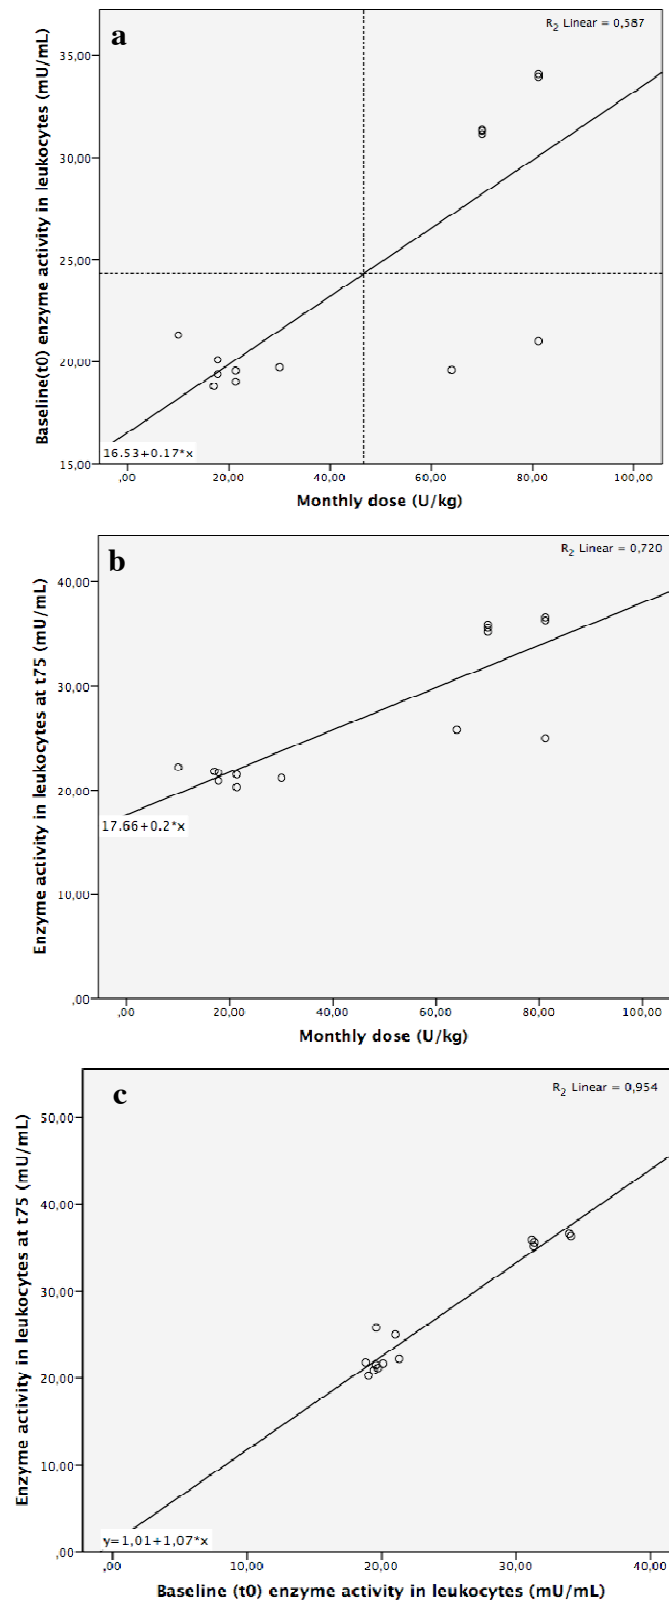 a
R2 Linear = 0,587
Baseline(t0) enzyme activity in leukocytes (mU/mL)
35,00
30,00
25,00
20,00
15,00
16.53+0.17*x
,00
20,00
40,00
60,00
80,00
100,00
Monthly dose (U/kg)
b
R2 Linear = 0,720
Enzyme activity in leukocytes at t75 (mU/mL)
40,00
30,00
20,00
10,00
,00
17.66+0.2*x
,00
20,00
40,00
60,00
80,00
100,00
Monthly dose (U/kg)
c
R2 Linear = 0,954
Enzyme activity in leukocytes at t75 (mU/mL)
50,00
40,00
30,00
20,00
10,00
,00
y=1,01+1,07*x
,00
10,00
20,00
30,00
40,00
Baseline (t0) enzyme activity in leukocytes (mU/mL)